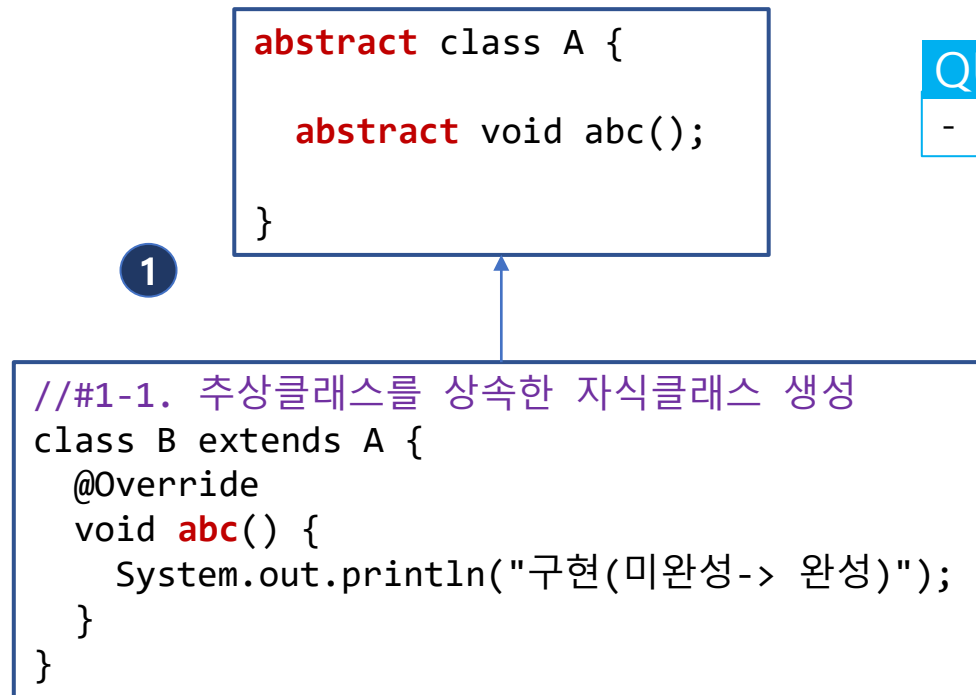 abstract class A {
abstract void abc();
}
Q
-
1
//#1-1. 추상클래스를 상속한 자식클래스 생성
class B extends A {
@Override
void abc() {
System.out.println("구현(미완성-> 완성)");
}
}